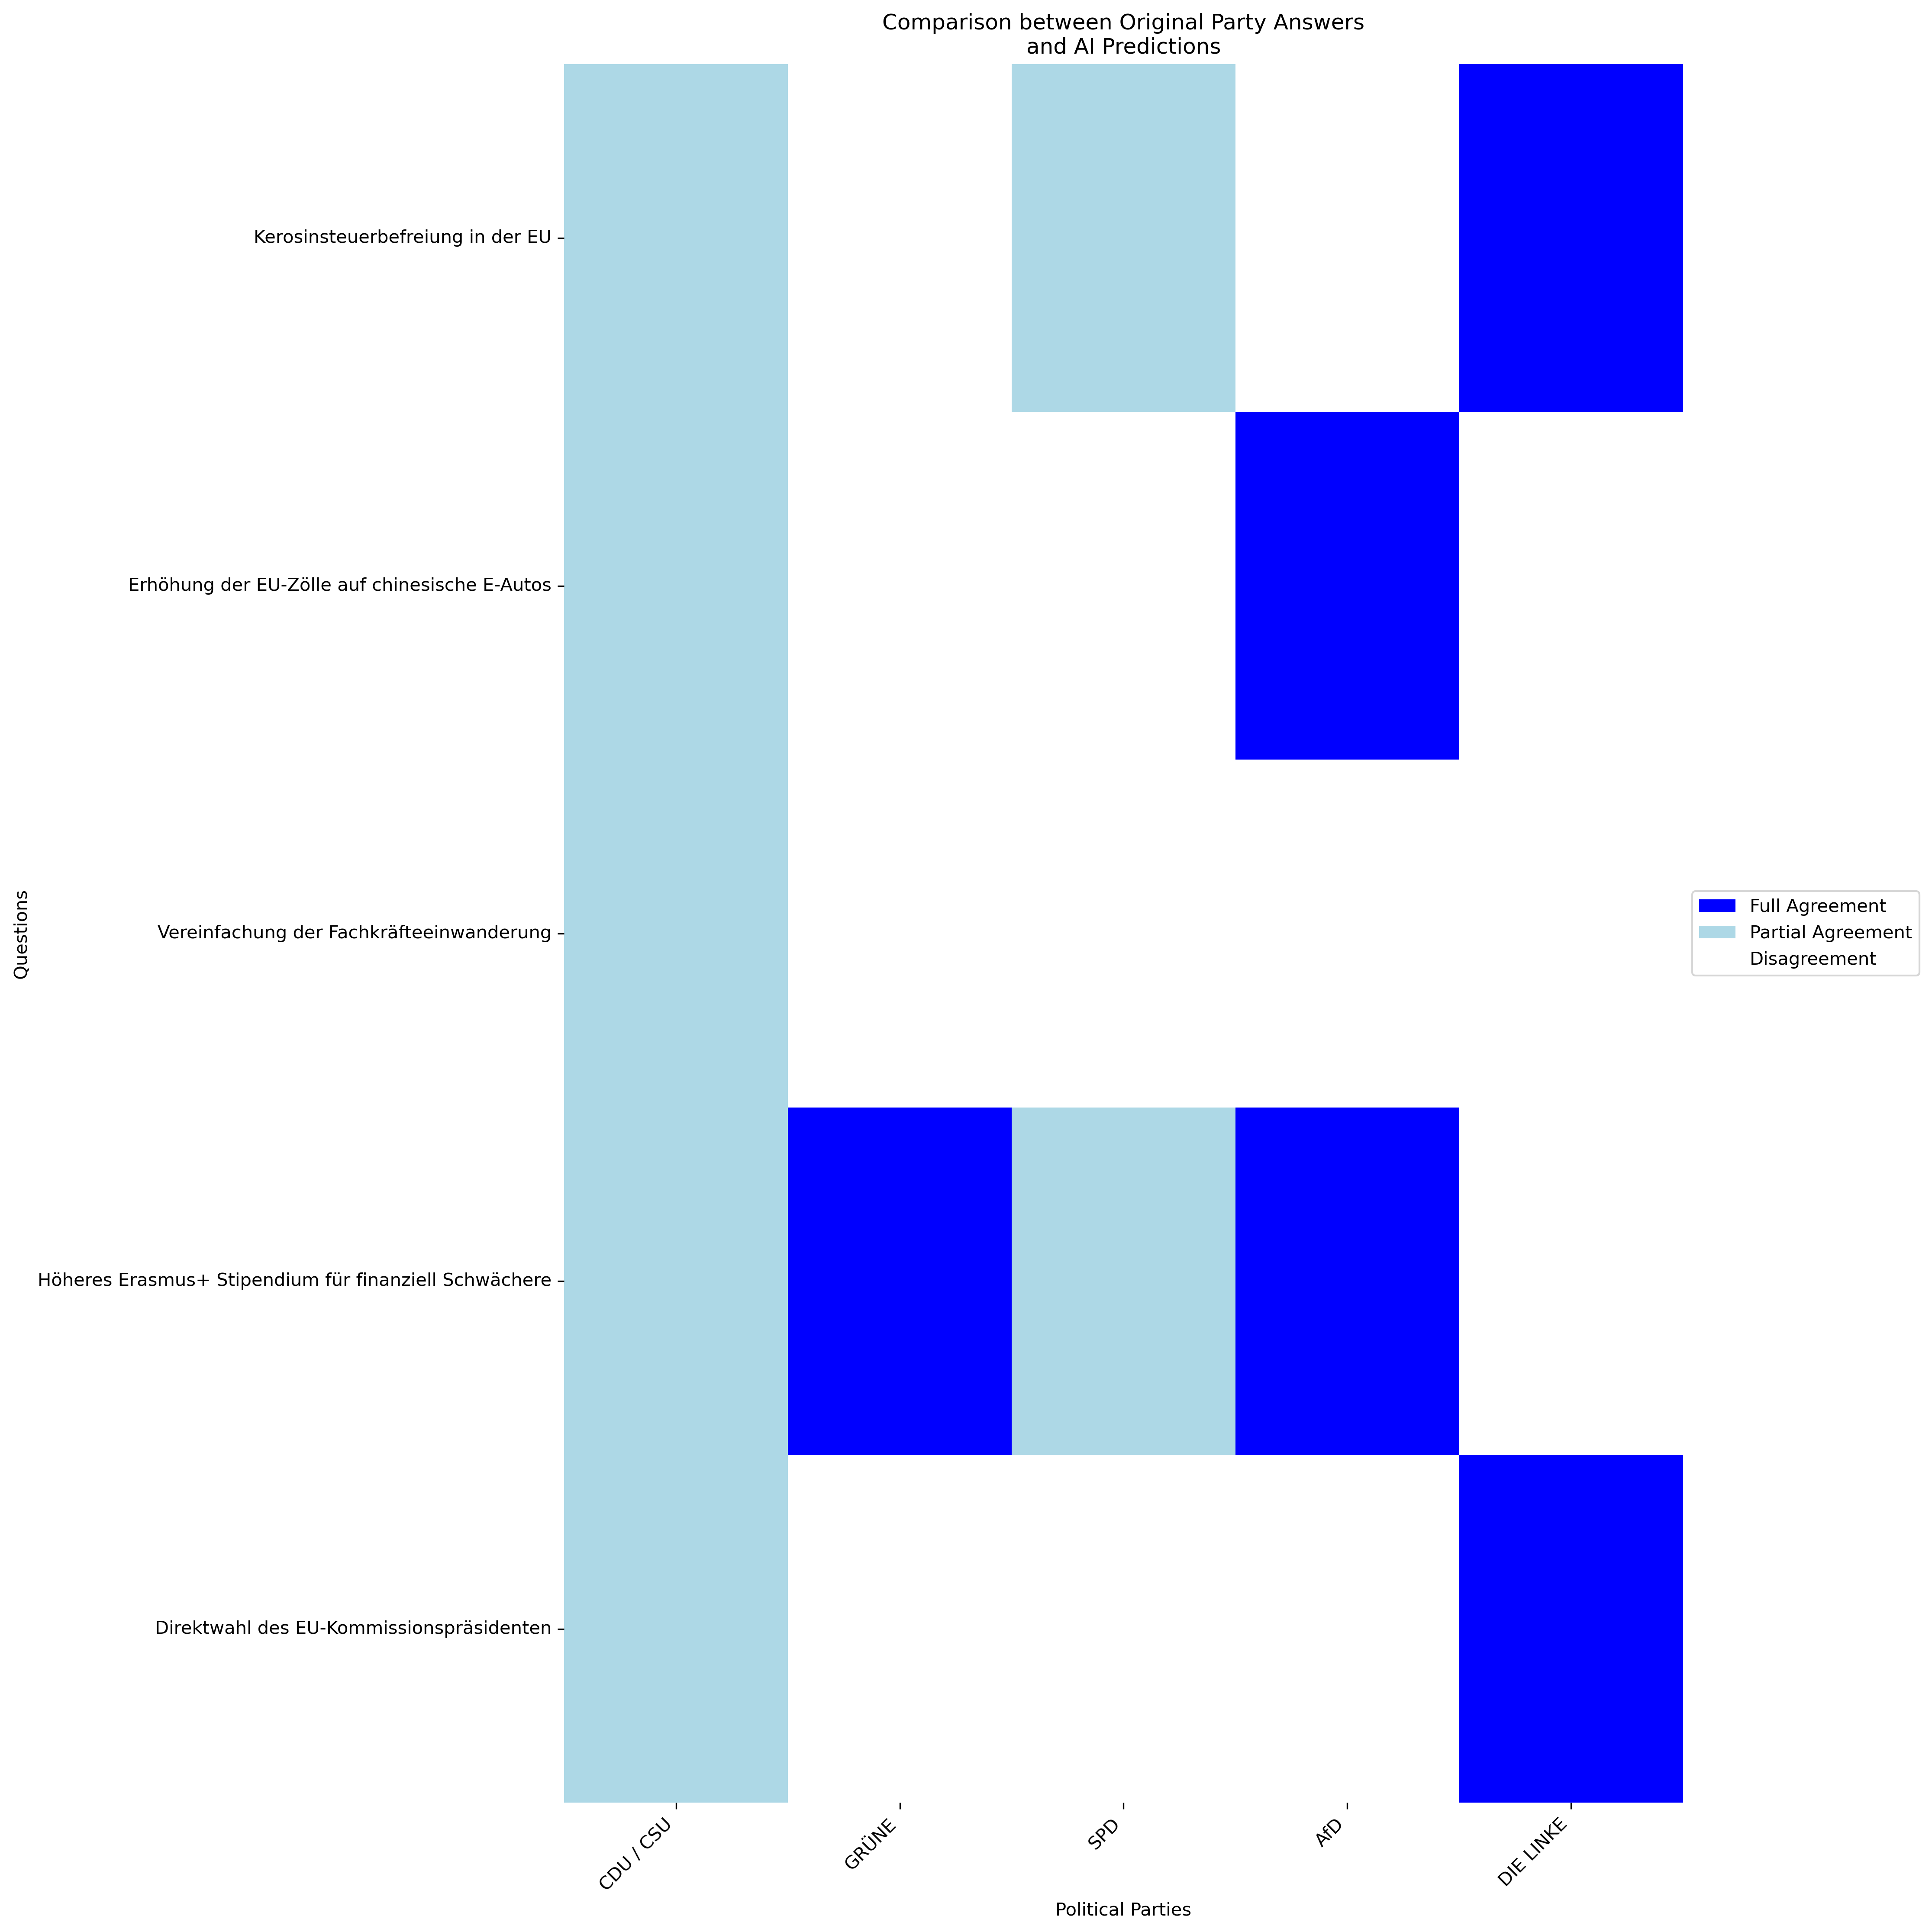 Comparison between Original Party Answers
and AI Predictions
Kerosinsteuerbefreiung in der EU
Erhöhung der EU-Zölle auf chinesische E-Autos
Vereinfachung der Fachkräfteeinwanderung
Höheres Erasmus+ Stipendium für finanziell Schwächere
Direktwahl des EU-Kommissionspräsidenten
Questions
CDU / CSU
GRÜNE
SPD
AfD
DIE LINKE
Political Parties
Full Agreement
Partial Agreement
Disagreement